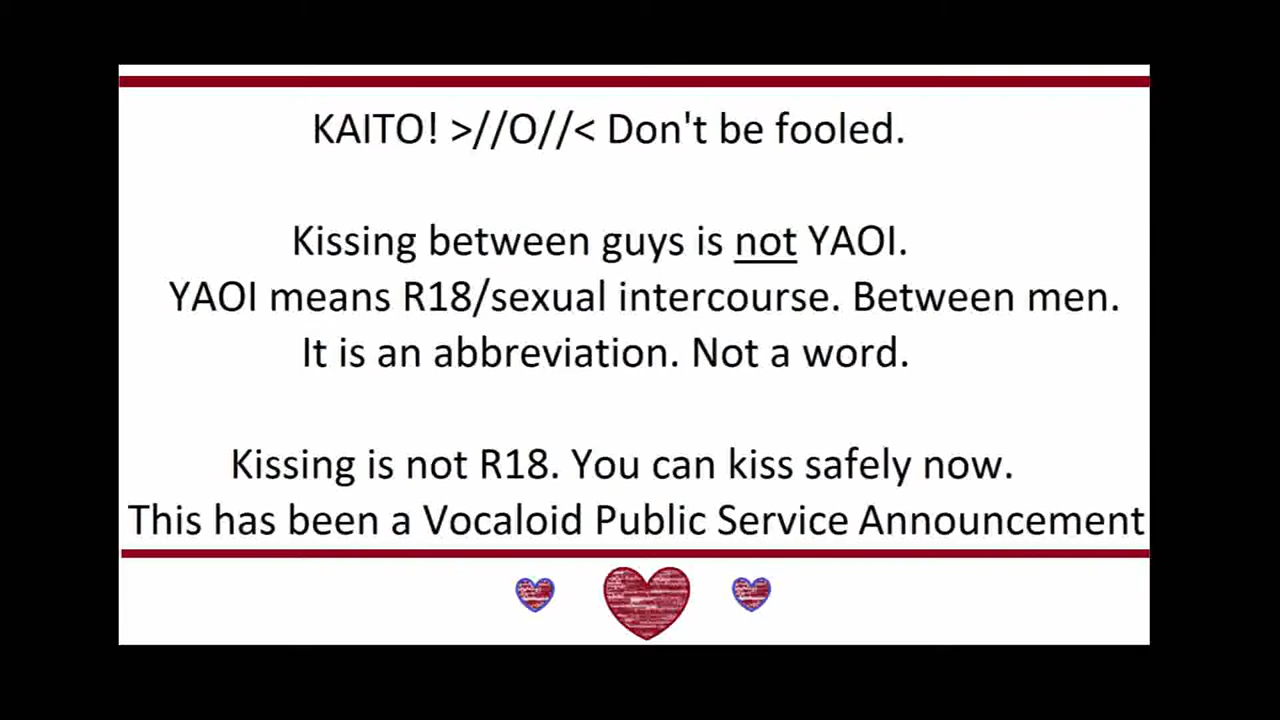 KAITO! >//O//< Don't be fooled.
Kissing between guys is not YAOI.
YAOI means R18/sexual intercourse. Between men.
It is an abbreviation. Not a word.
Kissing is not R18. You can kiss safely now.
This has been a Vocaloid Public Service Announcement